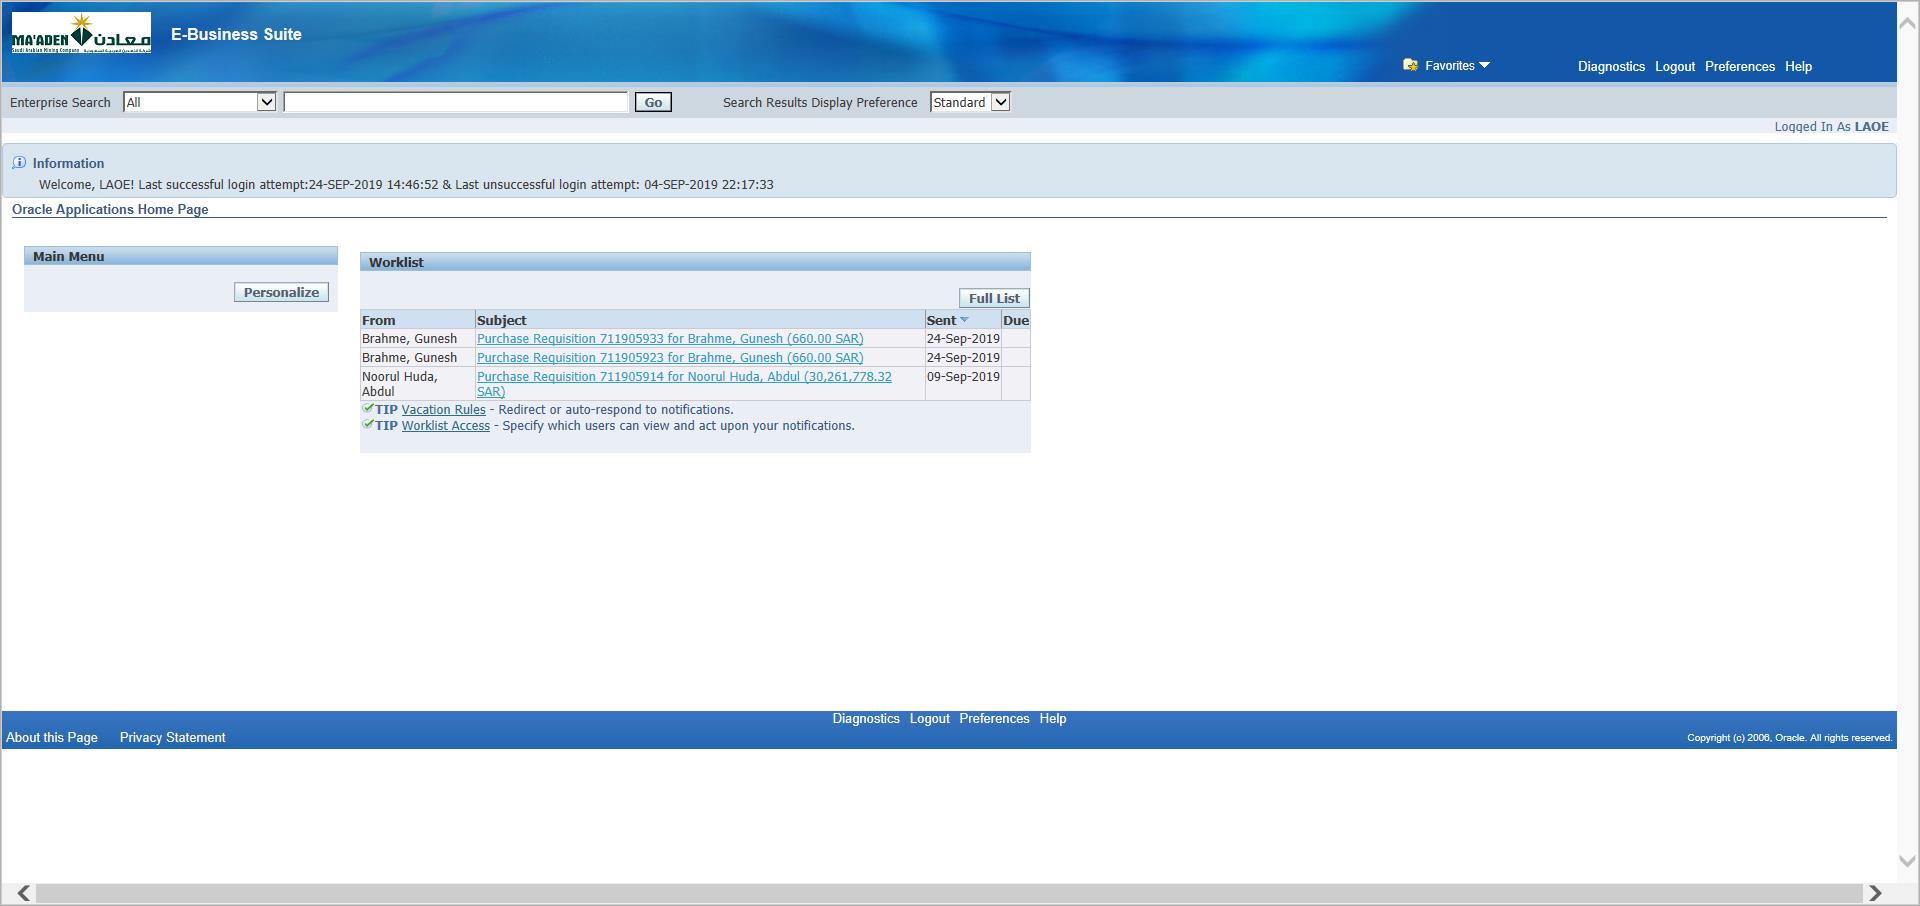 MA'ADEN معادن
Saudi Arabian Mining Company
E-Business Suite
Favorites
Diagnostics Logout Preferences Help
Enterprise Search All Go Search Results Display Preference Standard
Logged In As LAOE
Information
Welcome, LAOE! Last successful login attempt:24-SEP-2019 14:46:52 & Last unsuccessful login attempt: 04-SEP-2019 22:17:33
Oracle Applications Home Page
Main Menu
Personalize
Worklist
Full List
From Subject Sent Due
Brahme, Gunesh Purchase Requisition 711905933 for Brahme, Gunesh (660.00 SAR) 24-Sep-2019
Brahme, Gunesh Purchase Requisition 711905923 for Brahme, Gunesh (660.00 SAR) 24-Sep-2019
Noorul Huda, Purchase Requisition 711905914 for Noorul Huda, Abdul (30,261,778.32 09-Sep-2019
Abdul SAR)
TIP Vacation Rules - Redirect or auto-respond to notifications.
TIP Worklist Access - Specify which users can view and act upon your notifications.
Diagnostics Logout Preferences Help
About this Page Privacy Statement
Copyright (c) 2006, Oracle. All rights reserved.